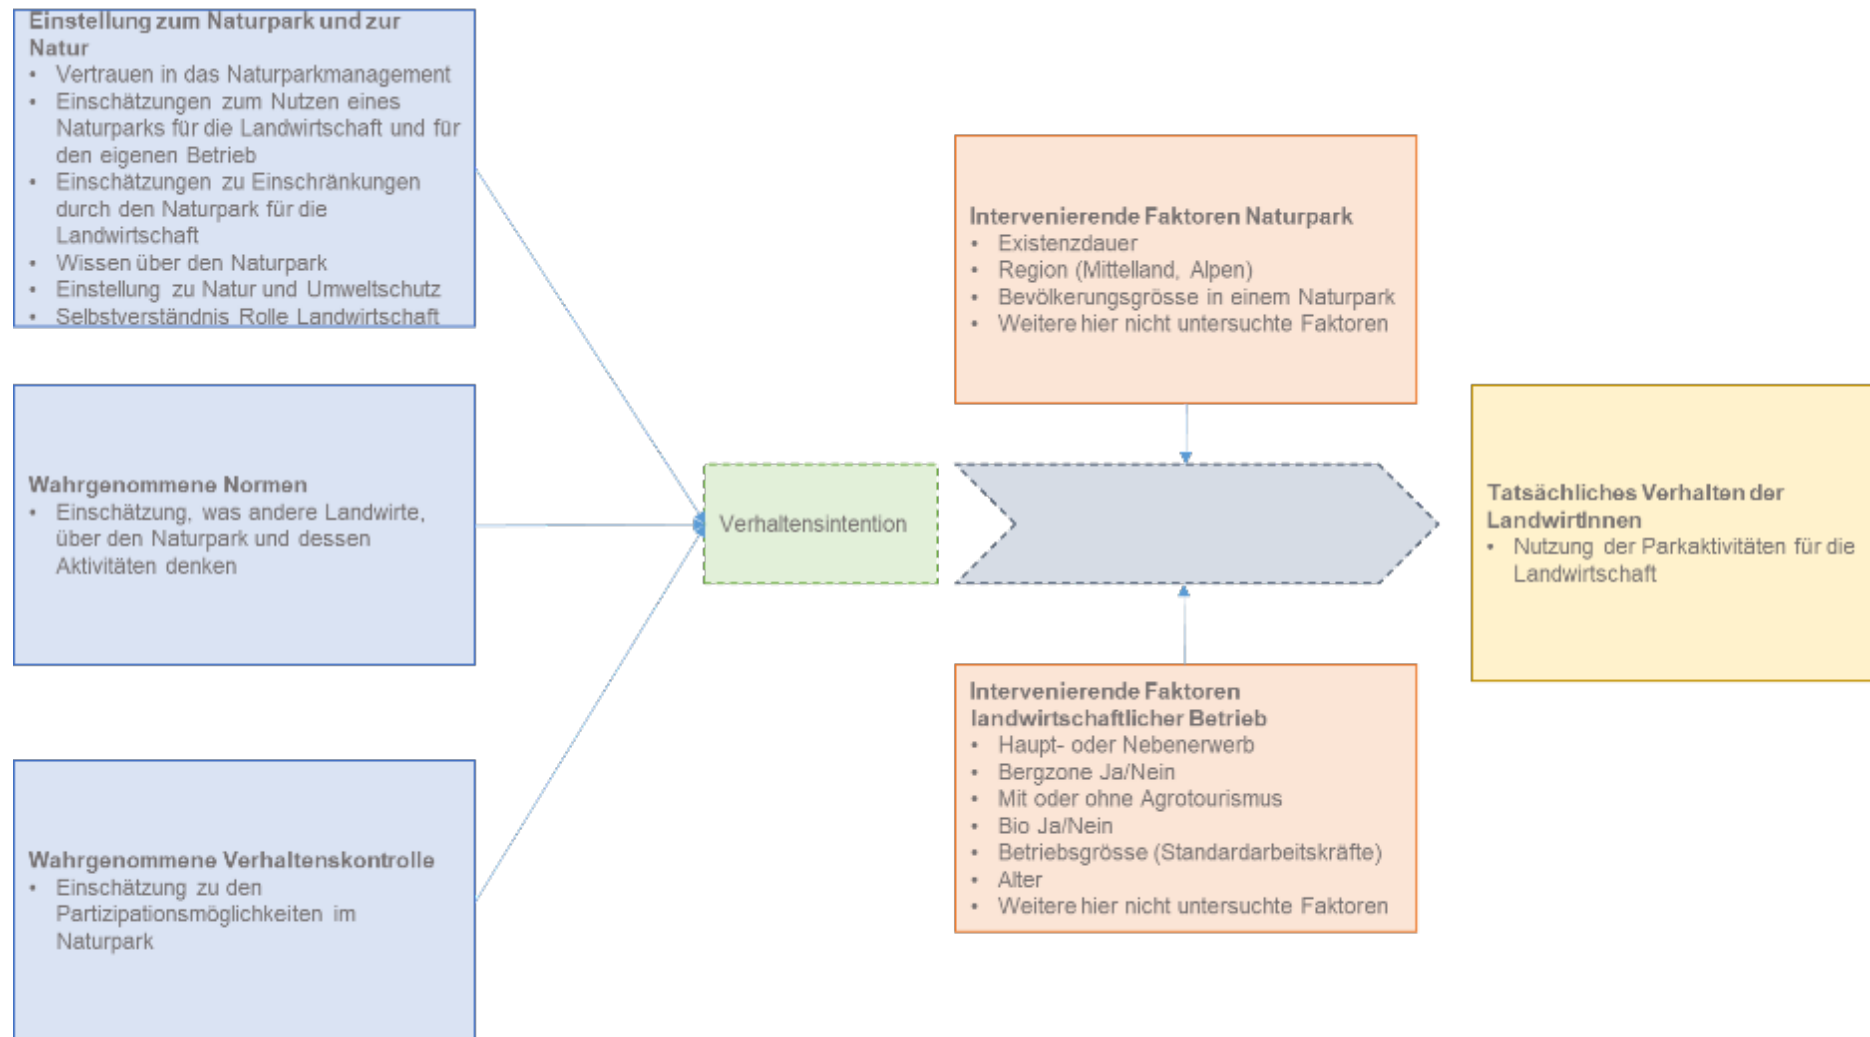 Einstellung zum Naturpark und zur
Natur
• Vertrauen in das Naturparkmanagement
• Einschätzungen zum Nutzen eines
Naturparks für die Landwirtschaft und für
den eigenen Betrieb
• Einschätzungen zu Einschränkungen
durch den Naturpark für die
Landwirtschaft
• Wissen über den Naturpark
• Einstellung zu Natur und Umweltschutz
• Selbstverständnis Rolle Landwirtschaft
Wahrgenommene Normen
• Einschätzung, was andere Landwirte,
über den Naturpark und dessen
Aktivitäten denken
Wahrgenommene Verhaltenskontrolle
• Einschätzung zu den
Partizipationsmöglichkeiten im
Naturpark
Verhaltensintention
Intervenierende Faktoren Naturpark
• Existenzdauer
• Region (Mittelland, Alpen)
• Bevölkerungsgrösse in einem Naturpark
• Weitere hier nicht untersuchte Faktoren
Intervenierende Faktoren
landwirtschaftlicher Betrieb
• Haupt- oder Nebenerwerb
• Bergzone Ja/Nein
• Mit oder ohne Agrotourismus
• Bio Ja/Nein
• Betriebsgrösse (Standardarbeitskräfte)
• Alter
• Weitere hier nicht untersuchte Faktoren
Tatsächliches Verhalten der
LandwirtInnen
• Nutzung der Parkaktivitäten für die
Landwirtschaft